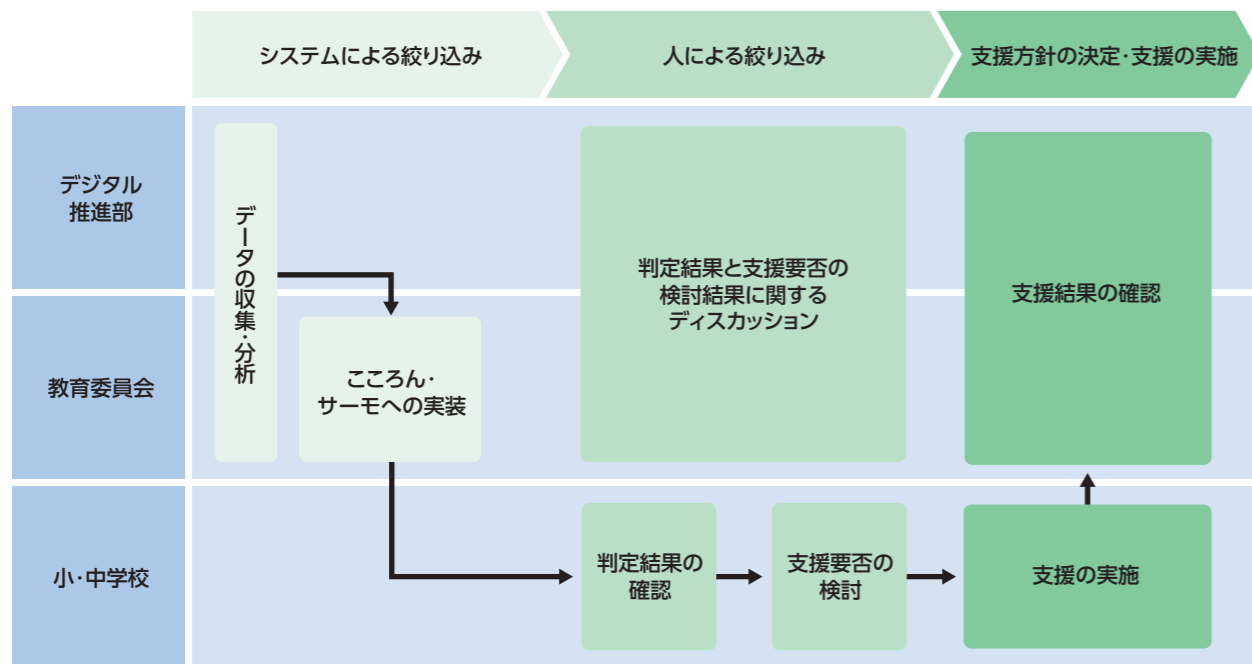 システムによる絞り込み
人による絞り込み
支援方針の決定・支援の実施
デジタル
推進部
データの収集・分析
判定結果と支援要否の
検討結果に関する
ディスカッション
支援結果の確認
教育委員会
こころん・
サーモへの実装
小・中学校
判定結果の
確認
支援要否の
検討
支援の実施